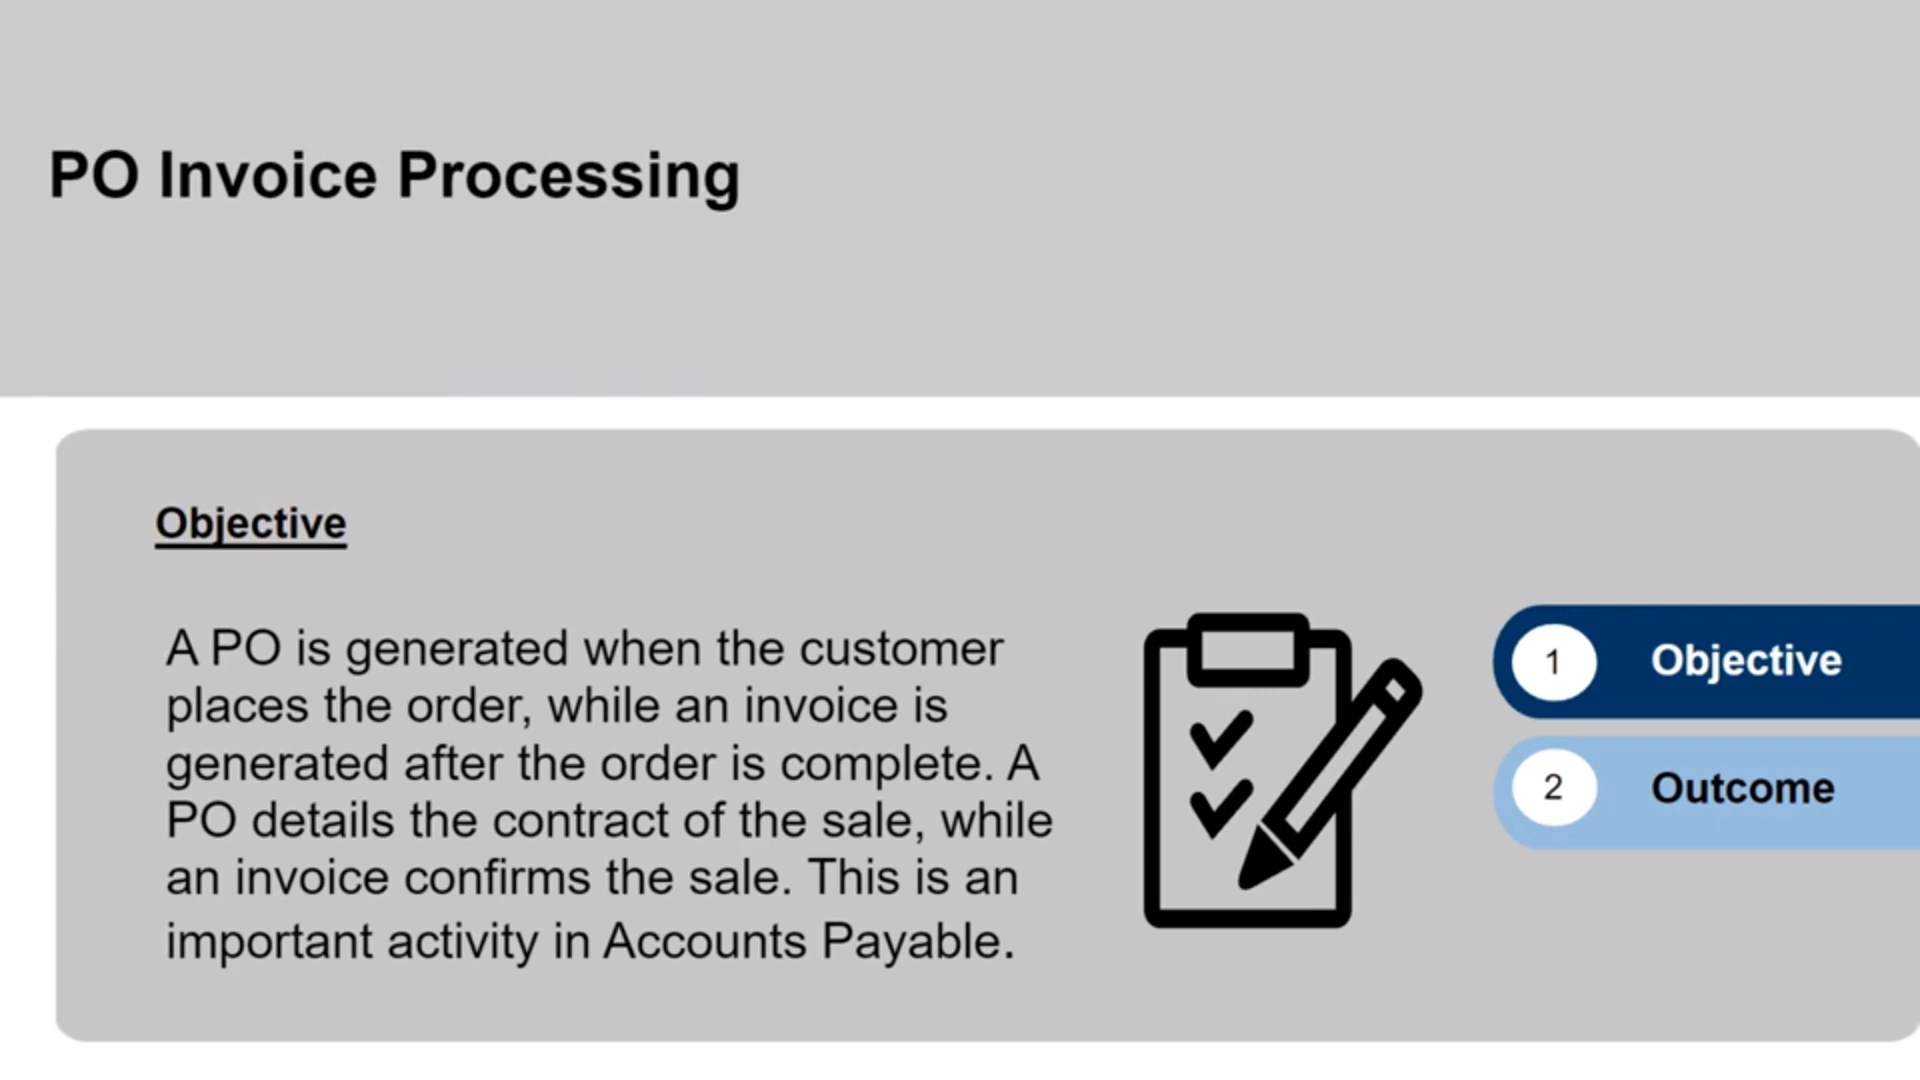 PO Invoice Processing
Objective
A PO is generated when the customer
places the order, while an invoice is
generated after the order is complete. A
PO details the contract of the sale, while
an invoice confirms the sale. This is an
important activity in Accounts Payable.
1 Objective
2 Outcome